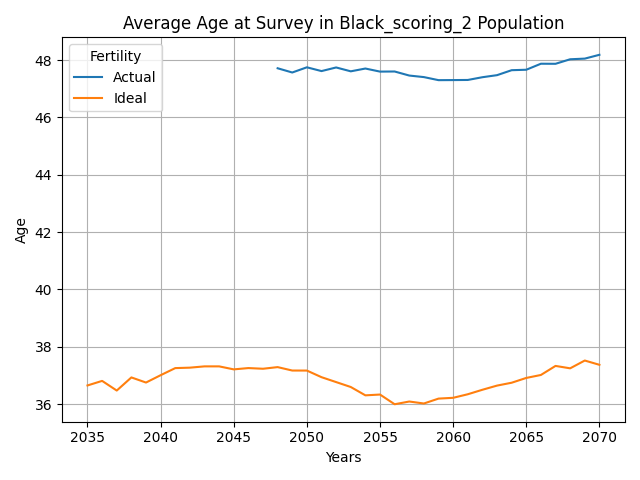 Average Age at Survey in Black_scoring_2 Population
Fertility
Actual
Ideal
48
46
44
42
40
38
36
Age
2035 2040 2045 2050 2055 2060 2065 2070
Years